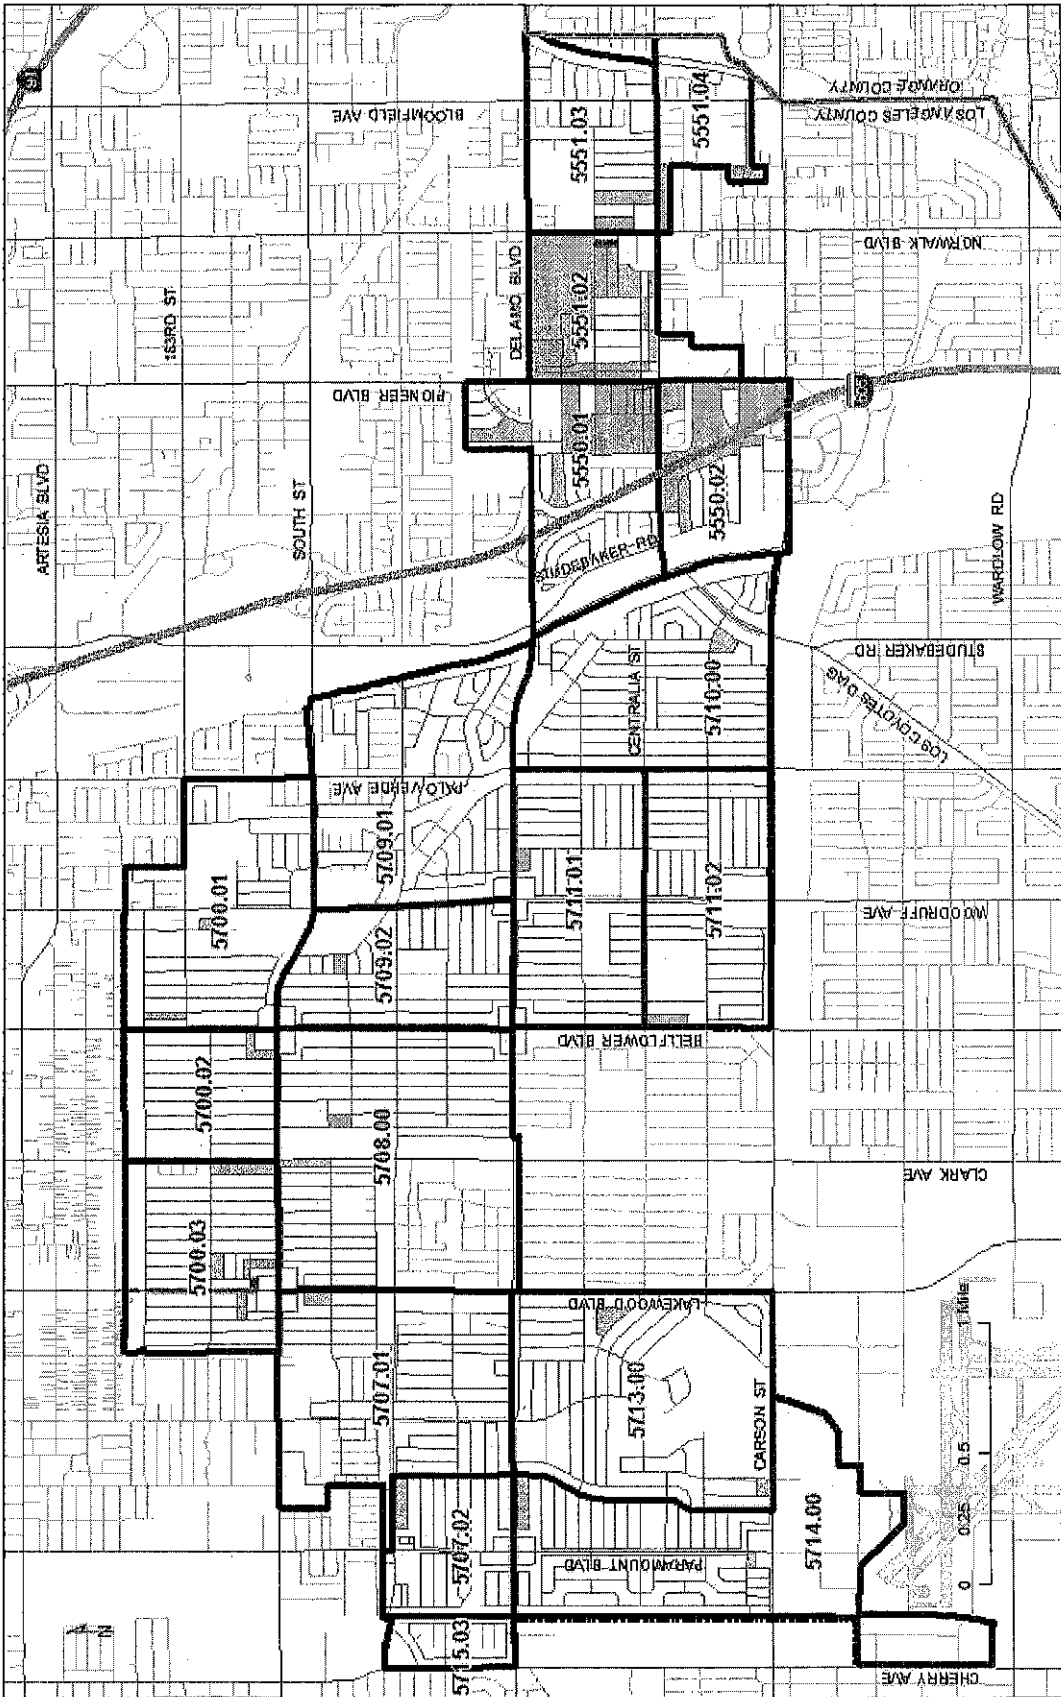 N
91
ARTESIA BLVD
183RD ST
5700.03
5700.02
5700.01
SOUTH ST
BLOOMFIELD AVE
PIONEER BLVD
PALO VERDE AVE
5707.01
5708.00
5709.02
5709.01
5715.03
5707.02
DEL AMO BLVD
STUDEBAKER RD
5711.01
5550.01
5551.02
5551.03
PARAMOUNT BLVD
LAKEWOOD BLVD
BELLFLOWER BLVD
CENTRALIA ST
5713.00
5711.02
5710.00
5550.02
5551.04
CARSON ST
5714.00
LOS COYOTES DIAG
605
ORANGE COUNTY
LOS ANGELES COUNTY
CHERRY AVE
CLARK AVE
WOODRUFF AVE
STUDEBAKER RD
NORWALK BLVD
WARDLOW RD
0 0.25 0.5 1 Mile